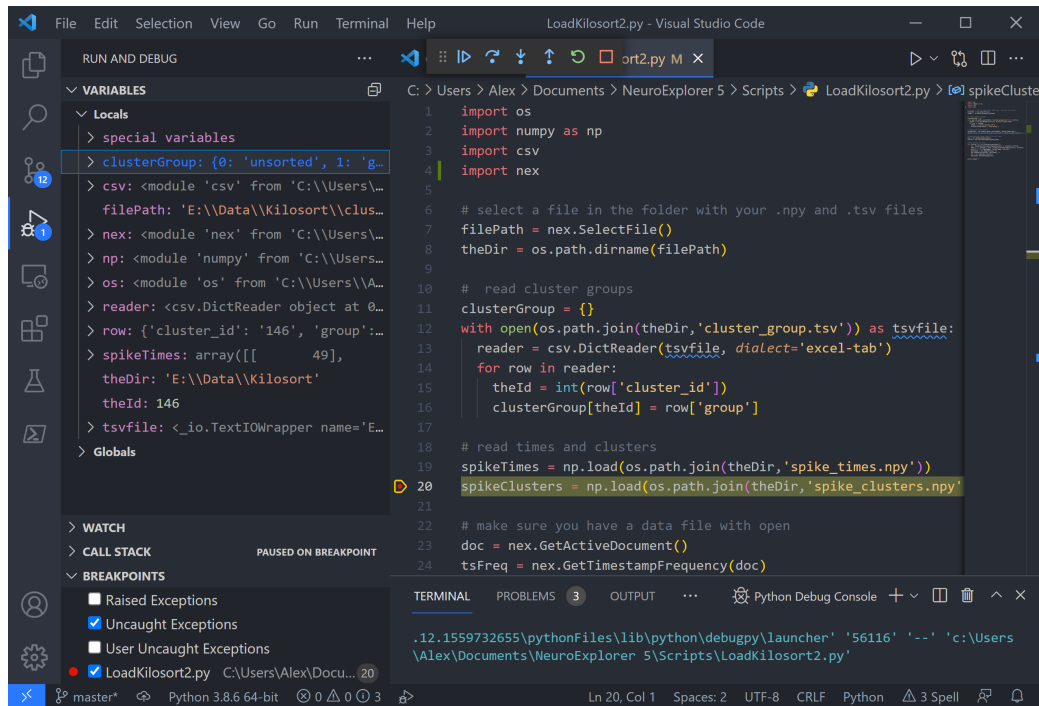 File Edit Selection View Go Run Terminal Help LoadKilosort2.py - Visual Studio Code
RUN AND DEBUG ...
ort2.py M
VARIABLES
C: > Users > Alex > Documents > NeuroExplorer 5 > Scripts > LoadKilosort2.py > spikeCluste
Locals
special variables
clusterGroup: {0: 'unsorted', 1: 'g...
csv: <module 'csv' from 'C:\\Users\...
filePath: 'E:\\Data\\Kilosort\\clus...
nex: <module 'nex' from 'C:\\Users\...
np: <module 'numpy' from 'C:\\Users...
os: <module 'os' from 'C:\\Users\\A...
reader: <csv.DictReader object at 0...
row: {'cluster_id': '146', 'group':...
spikeTimes: array([[ 49],
theDir: 'E:\\Data\\Kilosort'
theId: 146
tsvfile: <_io.TextIOWrapper name='E...
Globals
12
1
WATCH
CALL STACK PAUSED ON BREAKPOINT
BREAKPOINTS
Raised Exceptions
Uncaught Exceptions
User Uncaught Exceptions
LoadKilosort2.py C:\Users\Alex\Docu... 20
1 import os
2 import numpy as np
3 import csv
4 import nex
5
6 # select a file in the folder with your .npy and .tsv files
7 filePath = nex.SelectFile()
8 theDir = os.path.dirname(filePath)
9
10 #  read cluster groups
11 clusterGroup = {}
12 with open(os.path.join(theDir,'cluster_group.tsv')) as tsvfile:
13 reader = csv.DictReader(tsvfile, dialect='excel-tab')
14 for row in reader:
15 theId = int(row['cluster_id'])
16 clusterGroup[theId] = row['group']
17
18 # read times and clusters
19 spikeTimes = np.load(os.path.join(theDir,'spike_times.npy'))
20 spikeClusters = np.load(os.path.join(theDir,'spike_clusters.npy'
21
22 # make sure you have a data file with open
23 doc = nex.GetActiveDocument()
24 tsFreq = nex.GetTimestampFrequency(doc)
TERMINAL PROBLEMS 3 OUTPUT ... Python Debug Console
.12.1559732655\pythonFiles\lib\python\debugpy\launcher' '56116' '--' 'c:\Users
\Alex\Documents\NeuroExplorer 5\Scripts\LoadKilosort2.py'
master* Python 3.8.6 64-bit 0 0 3 Ln 20, Col 1 Spaces: 2 UTF-8 CRLF Python 3 Spell